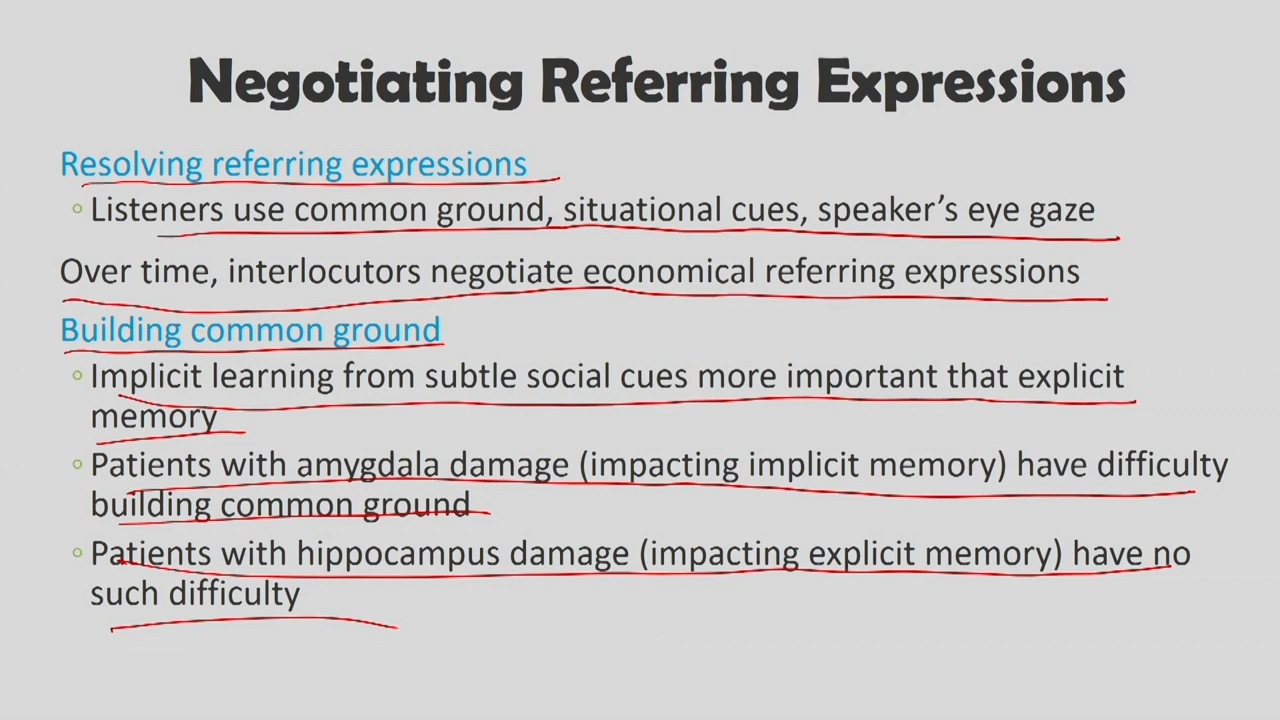 Negotiating Referring Expressions
Resolving referring expressions
◦ Listeners use common ground, situational cues, speaker's eye gaze
Over time, interlocutors negotiate economical referring expressions
Building common ground
◦ Implicit learning from subtle social cues more important that explicit
memory
◦ Patients with amygdala damage (impacting implicit memory) have difficulty
building common ground
◦ Patients with hippocampus damage (impacting explicit memory) have no
such difficulty